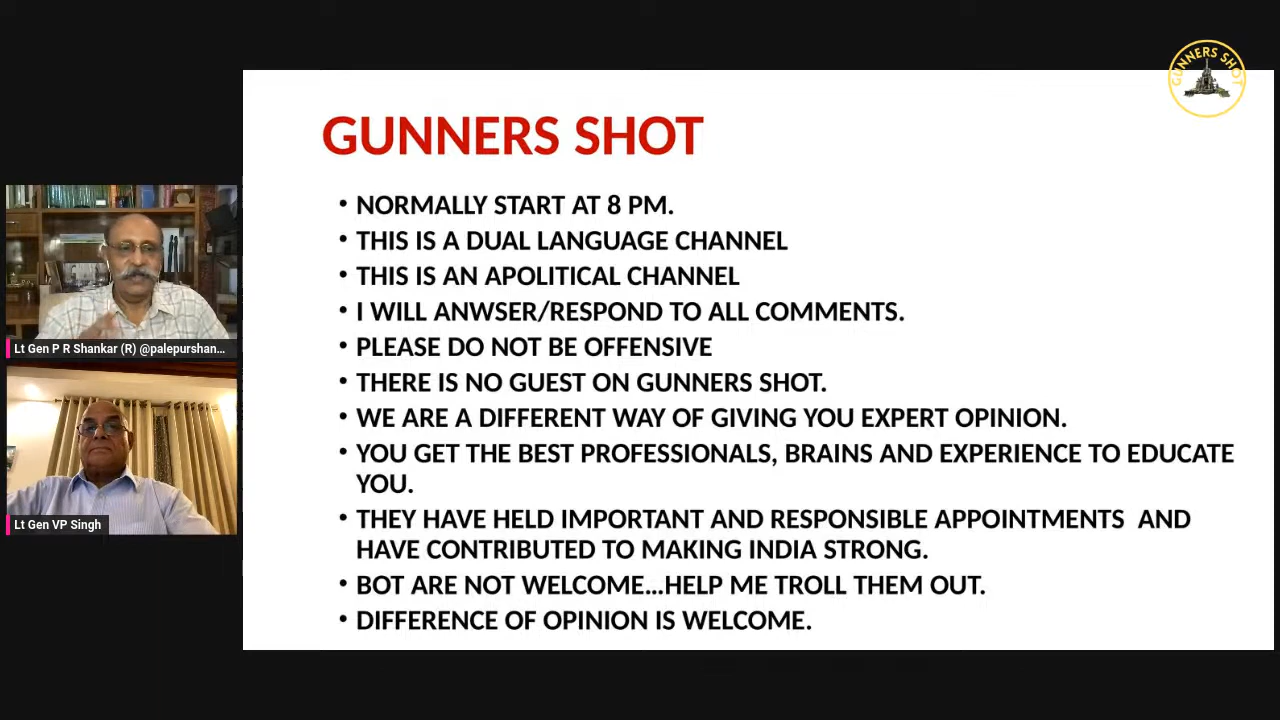 GUNNERS SHOT
GUNNERS SHOT
• NORMALLY START AT 8 PM.
• THIS IS A DUAL LANGUAGE CHANNEL
• THIS IS AN APOLITICAL CHANNEL
• I WILL ANWSER/RESPOND TO ALL COMMENTS.
• PLEASE DO NOT BE OFFENSIVE
• THERE IS NO GUEST ON GUNNERS SHOT.
• WE ARE A DIFFERENT WAY OF GIVING YOU EXPERT OPINION.
• YOU GET THE BEST PROFESSIONALS, BRAINS AND EXPERIENCE TO EDUCATE
YOU.
• THEY HAVE HELD IMPORTANT AND RESPONSIBLE APPOINTMENTS  AND
HAVE CONTRIBUTED TO MAKING INDIA STRONG.
• BOT ARE NOT WELCOME…HELP ME TROLL THEM OUT.
• DIFFERENCE OF OPINION IS WELCOME.
Lt Gen P R Shankar (R) @palepurshan...
Lt Gen VP Singh